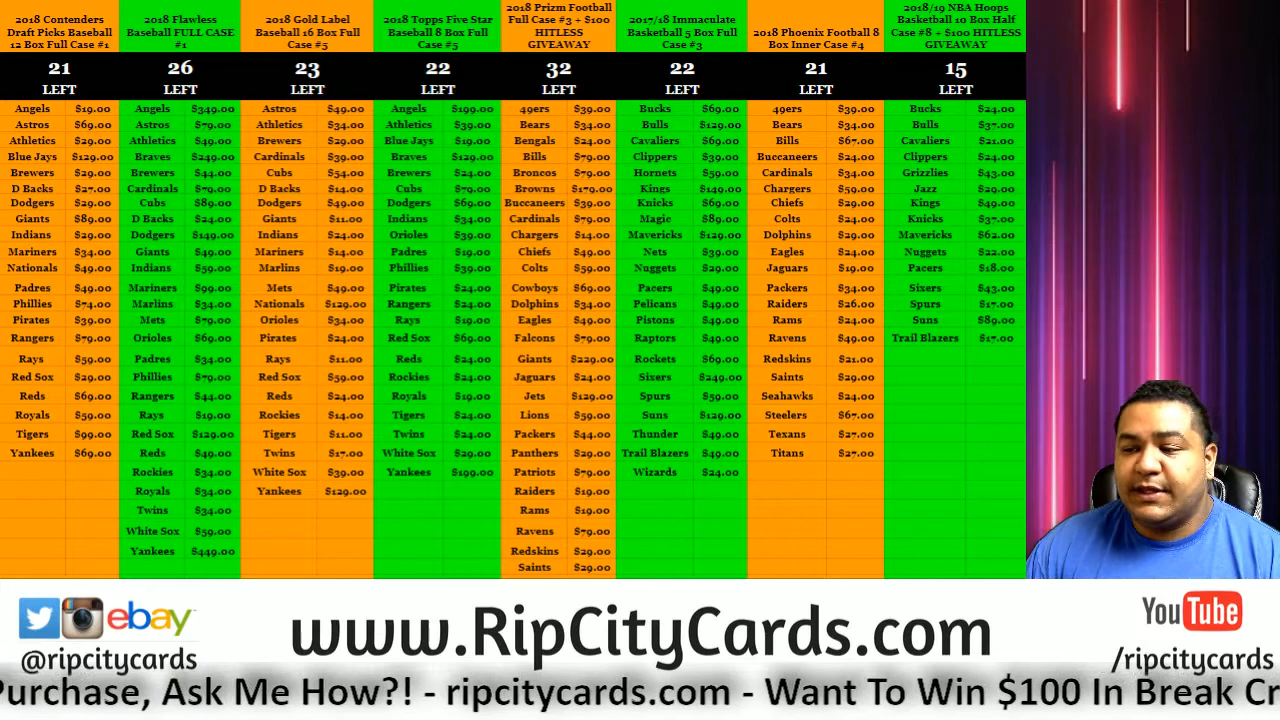 2018 Contenders
Draft Picks Baseball
12 Box Full Case #1
21
LEFT
Angels $19.00
Astros $69.00
Athletics $29.00
Blue Jays $129.00
Brewers $29.00
D Backs $27.00
Dodgers $29.00
Giants $89.00
Indians $29.00
Mariners $34.00
Nationals $49.00
Padres $49.00
Phillies $74.00
Pirates $39.00
Rangers $79.00
Rays $59.00
Red Sox $29.00
Reds $69.00
Royals $59.00
Tigers $99.00
Yankees $69.00
2018 Flawless
Baseball FULL CASE
#1
26
LEFT
Angels $349.00
Astros $79.00
Athletics $49.00
Braves $249.00
Brewers $44.00
Cardinals $79.00
Cubs $89.00
D Backs $24.00
Dodgers $149.00
Giants $49.00
Indians $59.00
Mariners $99.00
Marlins $34.00
Mets $79.00
Orioles $69.00
Padres $34.00
Phillies $79.00
Rangers $44.00
Rays $19.00
Red Sox $129.00
Reds $49.00
Rockies $34.00
Royals $34.00
Twins $34.00
White Sox $59.00
Yankees $449.00
2018 Gold Label
Baseball 16 Box Full
Case #5
23
LEFT
Astros $49.00
Athletics $34.00
Brewers $29.00
Cardinals $39.00
Cubs $54.00
D Backs $14.00
Dodgers $49.00
Giants $11.00
Indians $24.00
Mariners $14.00
Marlins $19.00
Mets $49.00
Nationals $129.00
Orioles $34.00
Pirates $24.00
Rays $11.00
Red Sox $59.00
Reds $24.00
Rockies $14.00
Tigers $11.00
Twins $17.00
White Sox $39.00
Yankees $129.00
2018 Topps Five Star
Baseball 8 Box Full
Case #5
22
LEFT
Angels $199.00
Athletics $39.00
Blue Jays $19.00
Braves $129.00
Brewers $24.00
Cubs $79.00
Dodgers $69.00
Indians $34.00
Orioles $39.00
Padres $19.00
Phillies $39.00
Pirates $24.00
Rangers $24.00
Rays $19.00
Red Sox $69.00
Reds $24.00
Rockies $24.00
Royals $19.00
Tigers $24.00
Twins $24.00
White Sox $29.00
Yankees $199.00
2018 Prizm Football
Full Case #3 + $100
HITLESS
GIVEAWAY
32
LEFT
49ers $39.00
Bears $34.00
Bengals $24.00
Bills $79.00
Broncos $79.00
Browns $179.00
Buccaneers $39.00
Cardinals $79.00
Chargers $14.00
Chiefs $49.00
Colts $59.00
Cowboys $69.00
Dolphins $34.00
Eagles $49.00
Falcons $79.00
Giants $229.00
Jaguars $24.00
Jets $129.00
Lions $59.00
Packers $44.00
Panthers $29.00
Patriots $79.00
Raiders $19.00
Rams $19.00
Ravens $79.00
Redskins $29.00
Saints $29.00
2017/18 Immaculate
Basketball 5 Box Full
Case #3
22
LEFT
Bucks $69.00
Bulls $129.00
Cavaliers $69.00
Clippers $39.00
Hornets $59.00
Kings $149.00
Knicks $69.00
Magic $89.00
Mavericks $129.00
Nets $39.00
Nuggets $29.00
Pacers $49.00
Pelicans $49.00
Pistons $49.00
Raptors $49.00
Rockets $69.00
Sixers $249.00
Spurs $59.00
Suns $129.00
Thunder $49.00
Trail Blazers $49.00
Wizards $24.00
2018 Phoenix Football 8
Box Inner Case #4
21
LEFT
49ers $39.00
Bears $34.00
Bills $67.00
Buccaneers $24.00
Cardinals $34.00
Chargers $59.00
Chiefs $29.00
Colts $24.00
Dolphins $29.00
Eagles $24.00
Jaguars $19.00
Packers $34.00
Raiders $26.00
Rams $24.00
Ravens $49.00
Redskins $21.00
Saints $29.00
Seahawks $24.00
Steelers $67.00
Texans $27.00
Titans $27.00
2018/19 NBA Hoops
Basketball 10 Box Half
Case #8 + $100 HITLESS
GIVEAWAY
15
LEFT
Bucks $24.00
Bulls $37.00
Cavaliers $21.00
Clippers $24.00
Grizzlies $43.00
Jazz $29.00
Kings $49.00
Knicks $37.00
Mavericks $62.00
Nuggets $22.00
Pacers $18.00
Sixers $43.00
Spurs $17.00
Suns $89.00
Trail Blazers $17.00
ebay
@ripcitycards
www.RipCityCards.com
YouTube
/ripcitycards
Purchase, Ask Me How?! - ripcitycards.com - Want To Win $100 In Break Cr